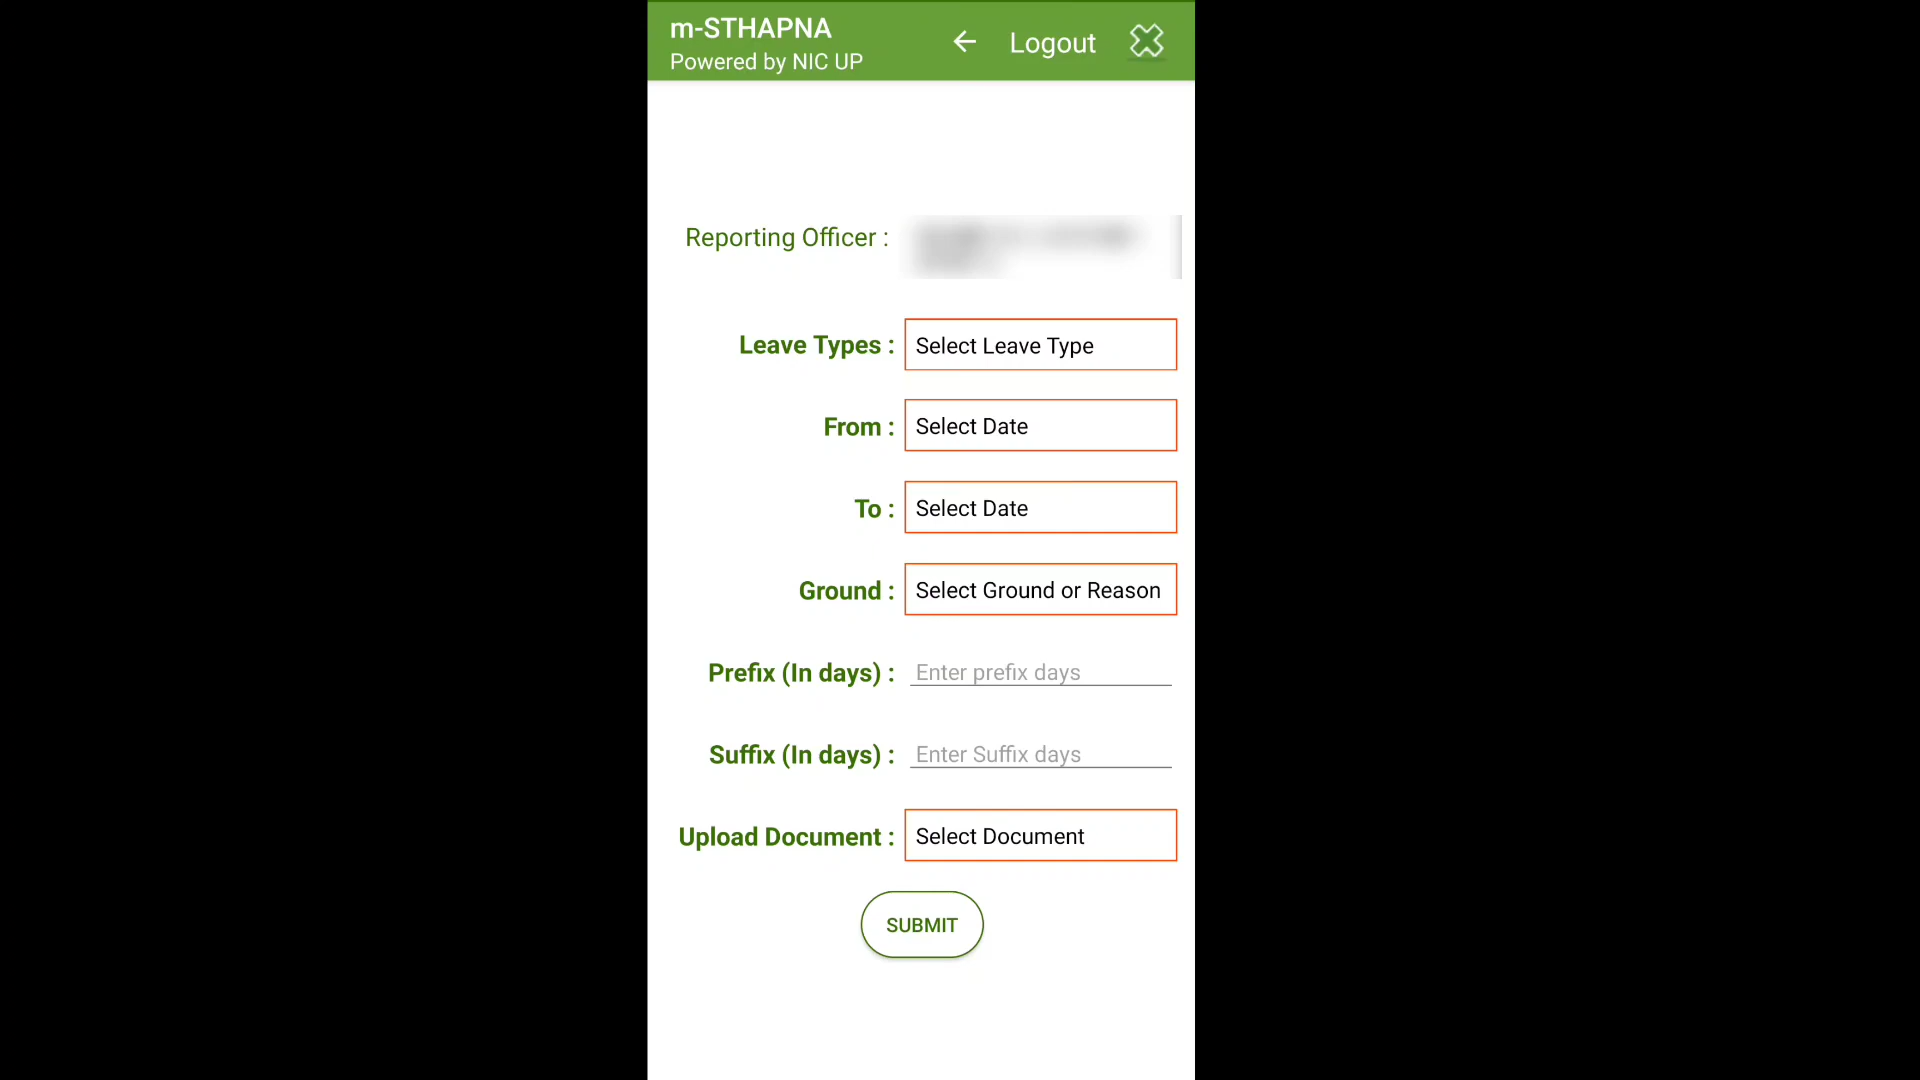 m-STHAPNA
Powered by NIC UP
Logout
Reporting Officer :
Leave Types : Select Leave Type
From : Select Date
To : Select Date
Ground : Select Ground or Reason
Prefix (In days) : Enter prefix days
Suffix (In days) : Enter Suffix days
Upload Document : Select Document
SUBMIT